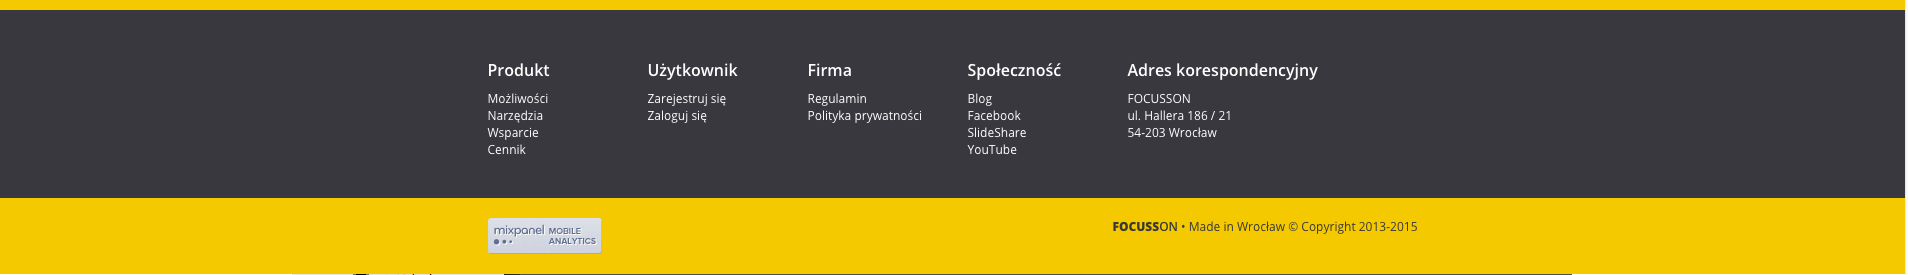 Produkt
Możliwości
Narzędzia
Wsparcie
Cennik
Użytkownik
Zarejestruj się
Zaloguj się
Firma
Regulamin
Polityka prywatności
Społeczność
Blog
Facebook
SlideShare
YouTube
Adres korespondencyjny
FOCUSSON
ul. Hallera 186 / 21
54-203 Wrocław
mixpanel MOBILE
ANALYTICS
FOCUSSON • Made in Wrocław © Copyright 2013-2015